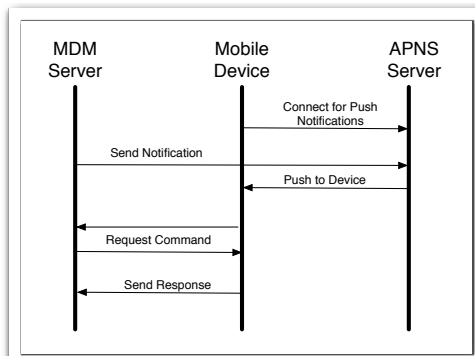 MDM
Server
Mobile
Device
APNS
Server
Connect for Push
Notifications
Send Notification
Push to Device
Request Command
Send Response